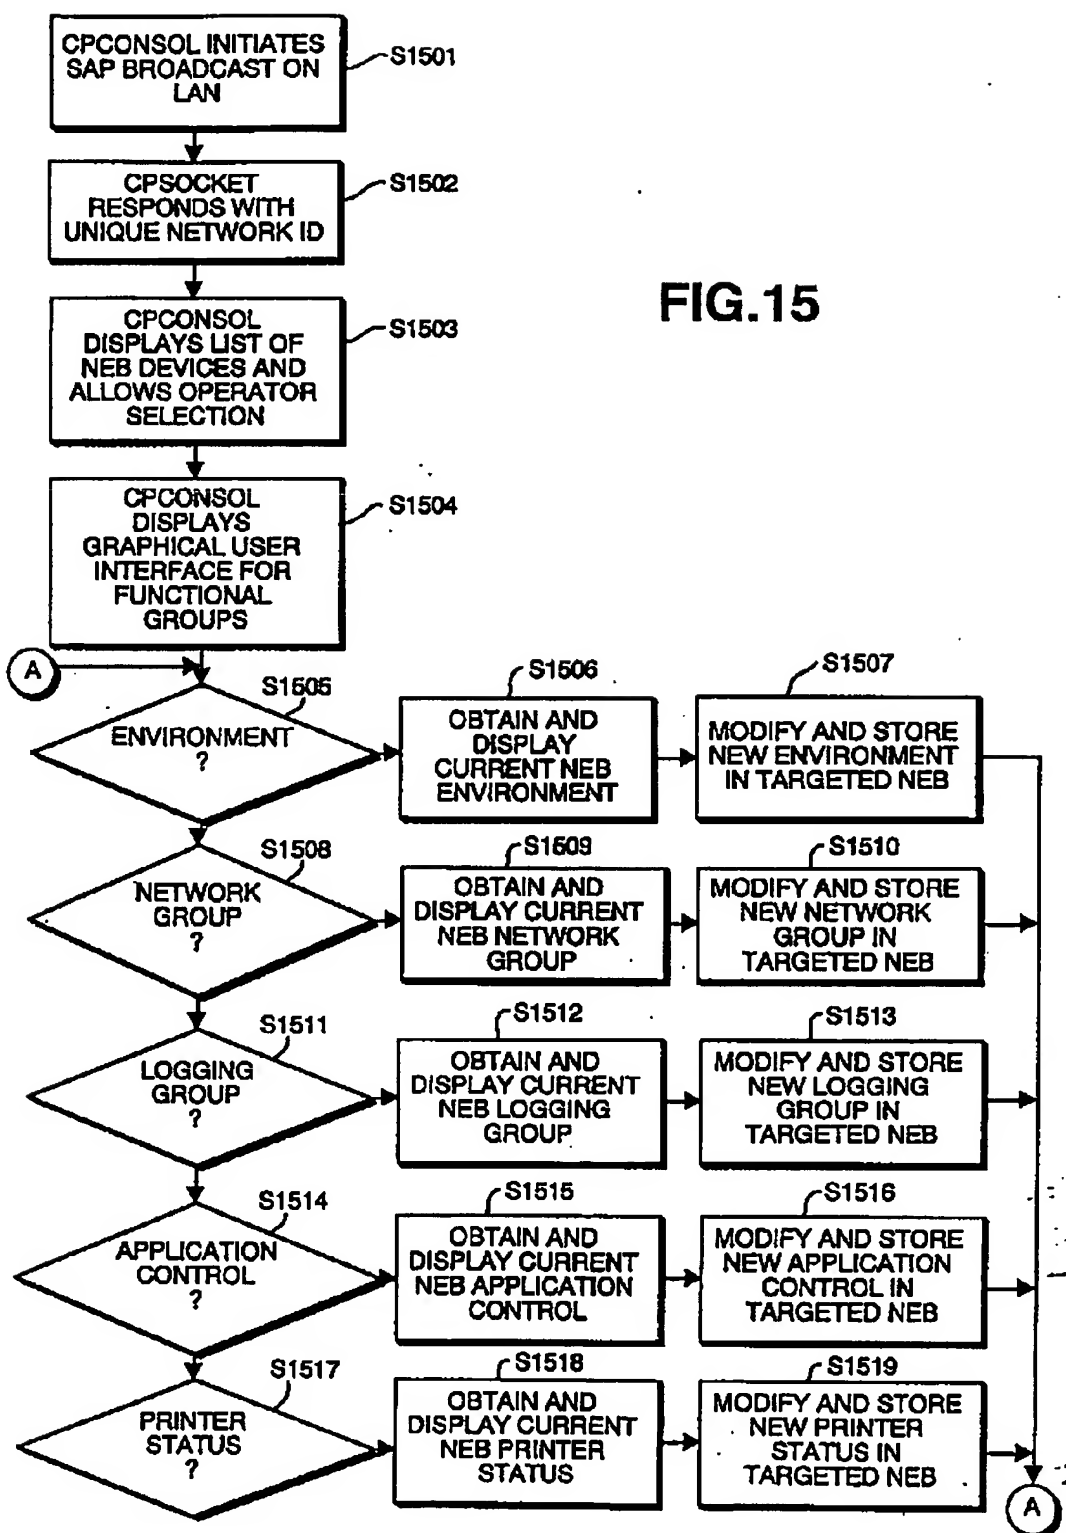 CPCONSOL INITIATES
SAP BROADCAST ON
LAN
S1501
CPSOCKET
RESPONDS WITH
UNIQUE NETWORK ID
S1502
CPCONSOL
DISPLAYS LIST OF
NEB DEVICES AND
ALLOWS OPERATOR
SELECTION
S1503
FIG.15
CPCONSOL
DISPLAYS
GRAPHICAL USER
INTERFACE FOR
FUNCTIONAL
GROUPS
S1504
A
ENVIRONMENT
?
S1505
OBTAIN AND
DISPLAY
CURRENT NEB
ENVIRONMENT
S1506
MODIFY AND STORE
NEW ENVIRONMENT
IN TARGETED NEB
S1507
NETWORK
GROUP
?
S1508
OBTAIN AND
DISPLAY CURRENT
NEB NETWORK
GROUP
S1509
MODIFY AND STORE
NEW NETWORK
GROUP IN
TARGETED NEB
S1510
LOGGING
GROUP
?
S1511
OBTAIN AND
DISPLAY CURRENT
NEB LOGGING
GROUP
S1512
MODIFY AND STORE
NEW LOGGING
GROUP IN
TARGETED NEB
S1513
APPLICATION
CONTROL
?
S1514
OBTAIN AND
DISPLAY CURRENT
NEB APPLICATION
CONTROL
S1515
MODIFY AND STORE
NEW APPLICATION
CONTROL IN
TARGETED NEB
S1516
PRINTER
STATUS
?
S1517
OBTAIN AND
DISPLAY CURRENT
NEB PRINTER
STATUS
S1518
MODIFY AND STORE
NEW PRINTER
STATUS IN
TARGETED NEB
S1519
A